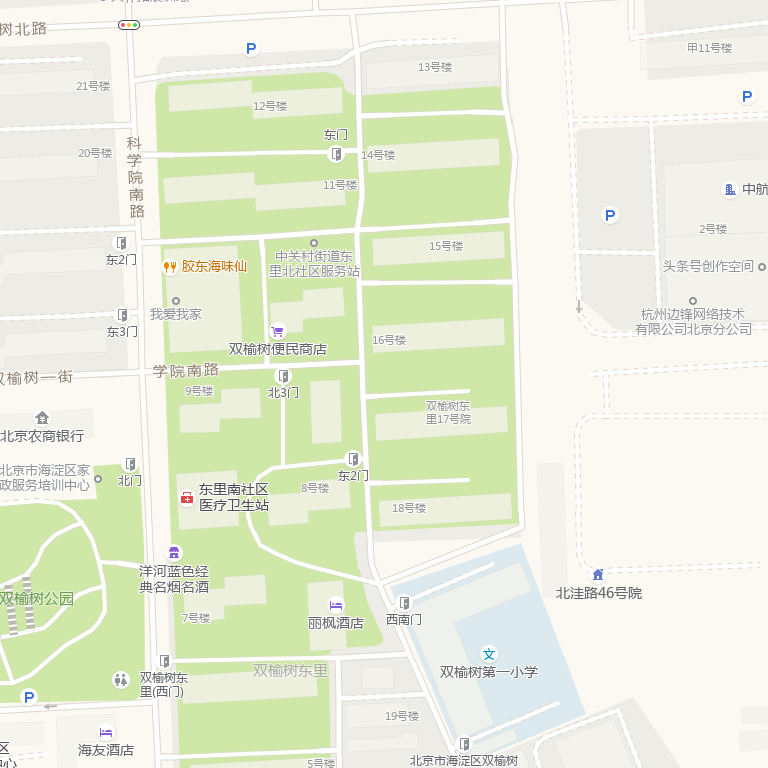 树北路
P
甲11号楼
13号楼
21号楼
12号楼
P
东门
科学院南路
14号楼
20号楼
11号楼
中航
P
2号楼
15号楼
中关村街道东
里北社区服务站
东2门
胶东海味仙
头条号创作空间
我爱我家
杭州边锋网络技术
有限公司北京分公司
东3门
16号楼
双榆树便民商店
学院南路
双榆树一街
9号楼
北3门
双榆树东
里17号院
北京农商银行
北京市海淀区家
政服务培训中心
北门
东2门
8号楼
东里南社区
医疗卫生站
18号楼
洋河蓝色经
典名烟名酒
北洼路46号院
双榆树公园
7号楼
丽枫酒店
西南门
文
双榆树第一小学
双榆树东里
双榆树东
里(西门)
P
19号楼
海友酒店
区
中心
5号楼
北京市海淀区双榆树